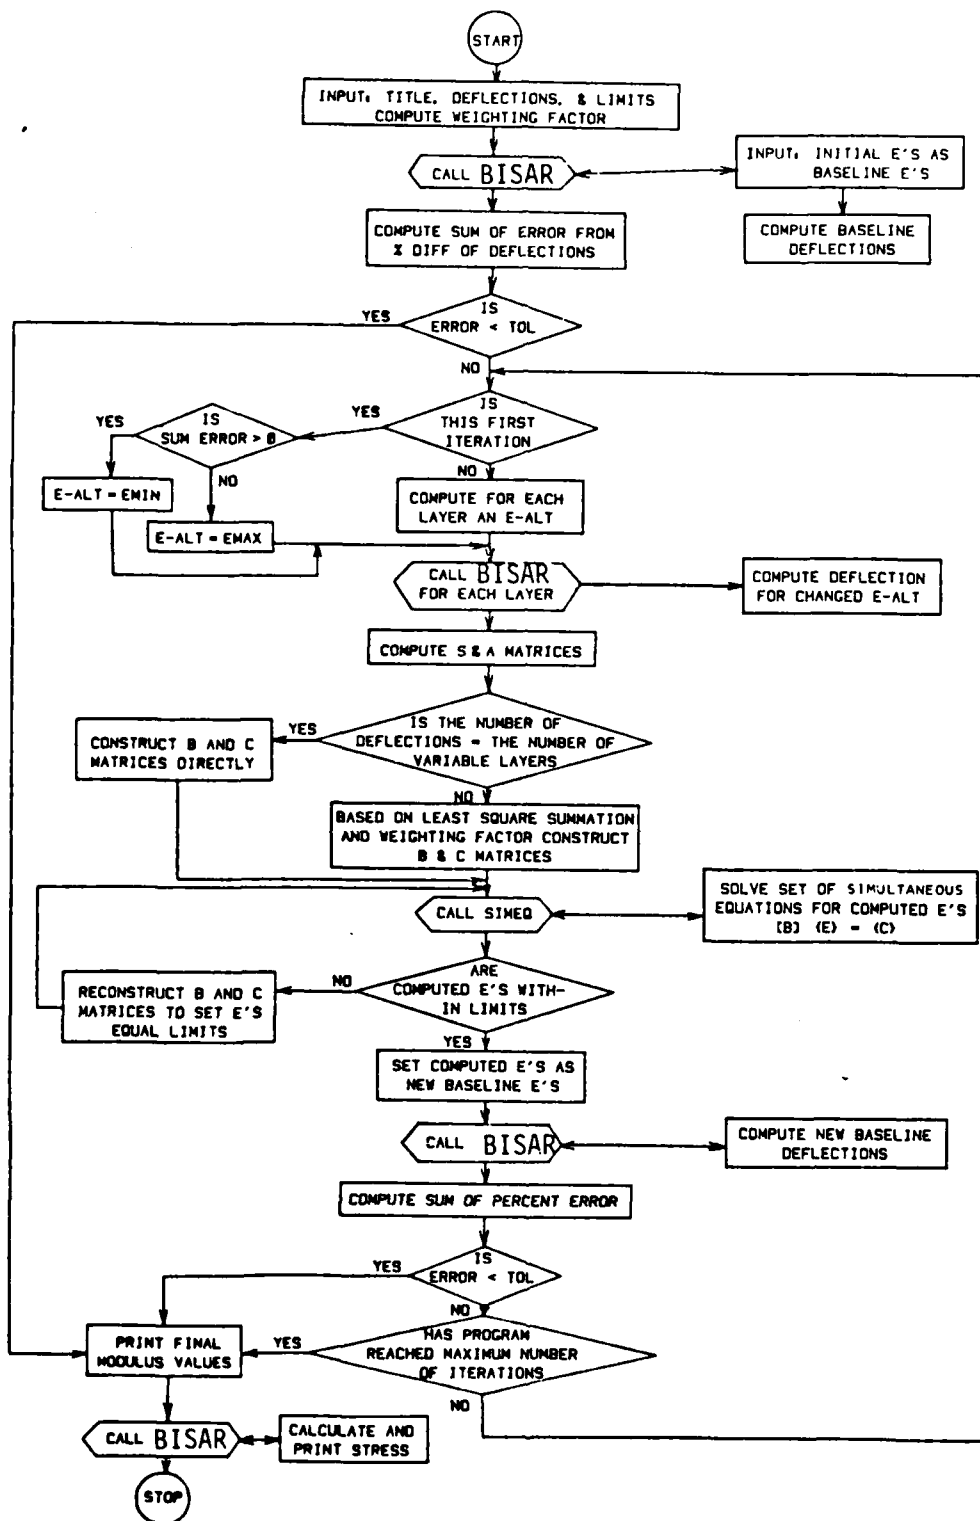 START
INPUT: TITLE, DEFLECTIONS, & LIMITS
COMPUTE WEIGHTING FACTOR
CALL BISAR
INPUT: INITIAL E'S AS
BASELINE E'S
COMPUTE BASELINE
DEFLECTIONS
COMPUTE SUM OF ERROR FROM
% DIFF OF DEFLECTIONS
IS
ERROR < TOL
YES
NO
IS
THIS FIRST
ITERATION
YES
NO
IS
SUM ERROR > 0
YES
NO
E-ALT = EMIN
E-ALT = EMAX
COMPUTE FOR EACH
LAYER AN E-ALT
CALL BISAR
FOR EACH LAYER
COMPUTE DEFLECTION
FOR CHANGED E-ALT
COMPUTE S & A MATRICES
IS THE NUMBER OF
DEFLECTIONS = THE NUMBER OF
VARIABLE LAYERS
YES
NO
CONSTRUCT B AND C
MATRICES DIRECTLY
BASED ON LEAST SQUARE SUMMATION
AND WEIGHTING FACTOR CONSTRUCT
B & C MATRICES
CALL SIMEQ
SOLVE SET OF SIMULTANEOUS
EQUATIONS FOR COMPUTED E'S
[B] {E} = {C}
ARE
COMPUTED E'S WITH-
IN LIMITS
NO
YES
RECONSTRUCT B AND C
MATRICES TO SET E'S
EQUAL LIMITS
SET COMPUTED E'S AS
NEW BASELINE E'S
CALL BISAR
COMPUTE NEW BASELINE
DEFLECTIONS
COMPUTE SUM OF PERCENT ERROR
IS
ERROR < TOL
YES
NO
HAS PROGRAM
REACHED MAXIMUM NUMBER
OF ITERATIONS
YES
NO
PRINT FINAL
MODULUS VALUES
CALL BISAR
CALCULATE AND
PRINT STRESS
STOP